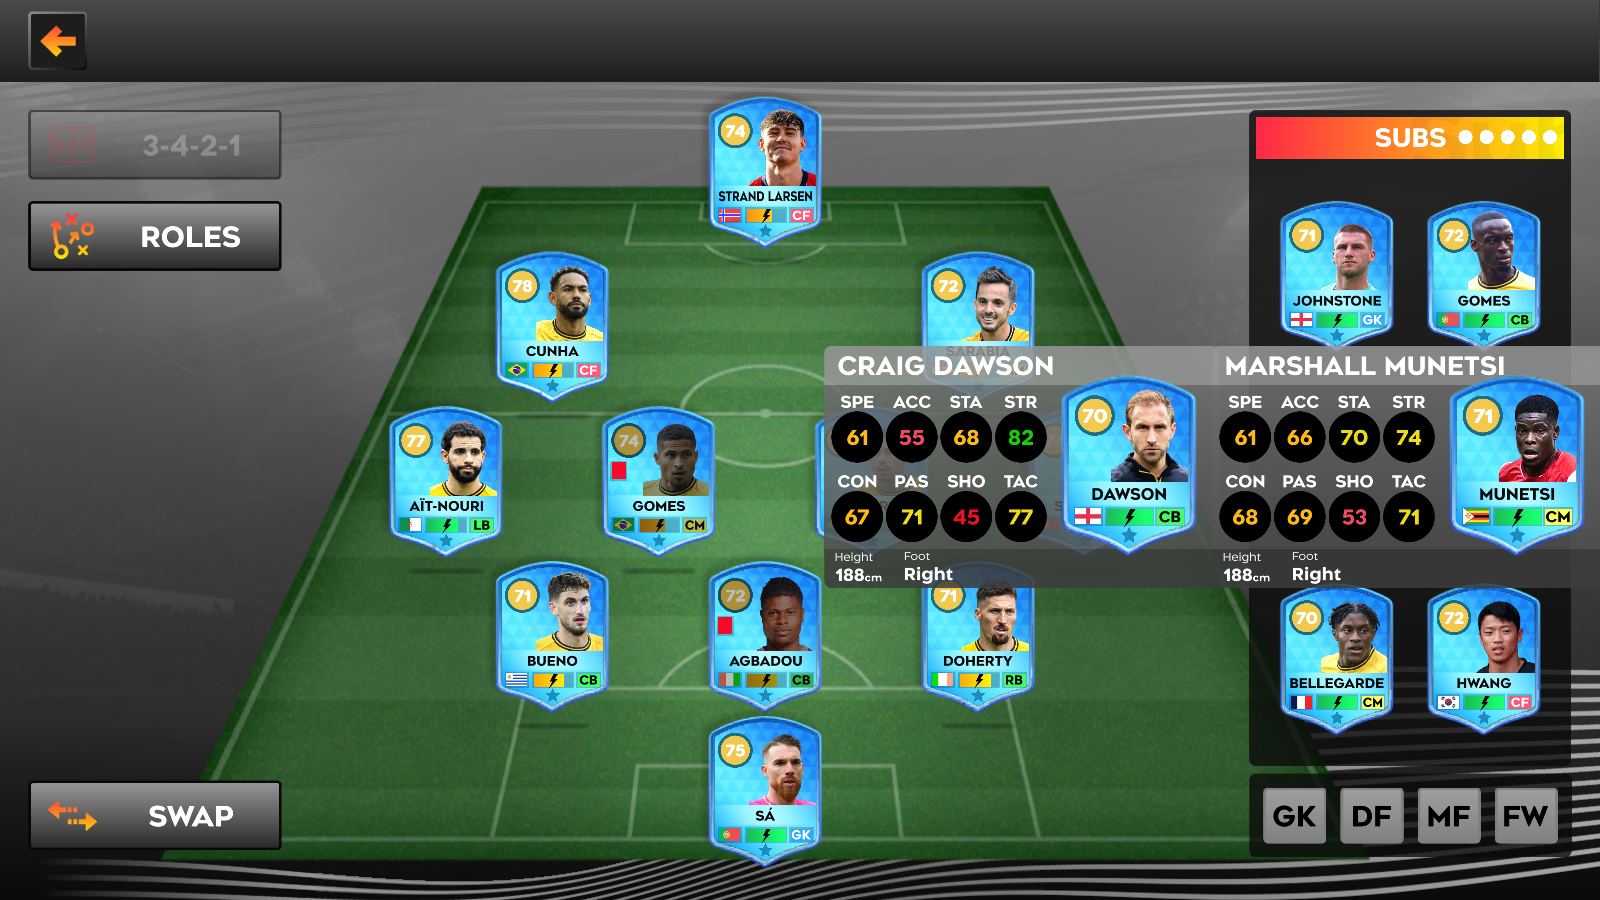 3-4-2-1
ROLES
SWAP
74
STRAND LARSEN
CF
78
CUNHA
CF
72
SARABIA
77
AÏT-NOURI
LB
74
GOMES
CM
71
BUENO
CB
72
AGBADOU
CB
71
DOHERTY
RB
75
SÁ
GK
CRAIG DAWSON
SPE ACC STA STR
61 55 68 82
CON PAS SHO TAC
67 71 45 77
Height Foot
188cm Right
70
DAWSON
CB
MARSHALL MUNETSI
SPE ACC STA STR
61 66 70 74
CON PAS SHO TAC
68 69 53 71
Height Foot
188cm Right
71
MUNETSI
CM
SUBS
71
JOHNSTONE
GK
72
GOMES
CB
70
BELLEGARDE
CM
72
HWANG
CF
GK DF MF FW